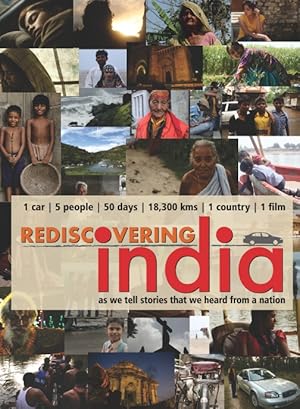 1 car | 5 people | 50 days | 18,300 kms | 1 country | 1 film
REDISCOVERING
india
as we tell stories that we heard from a nation